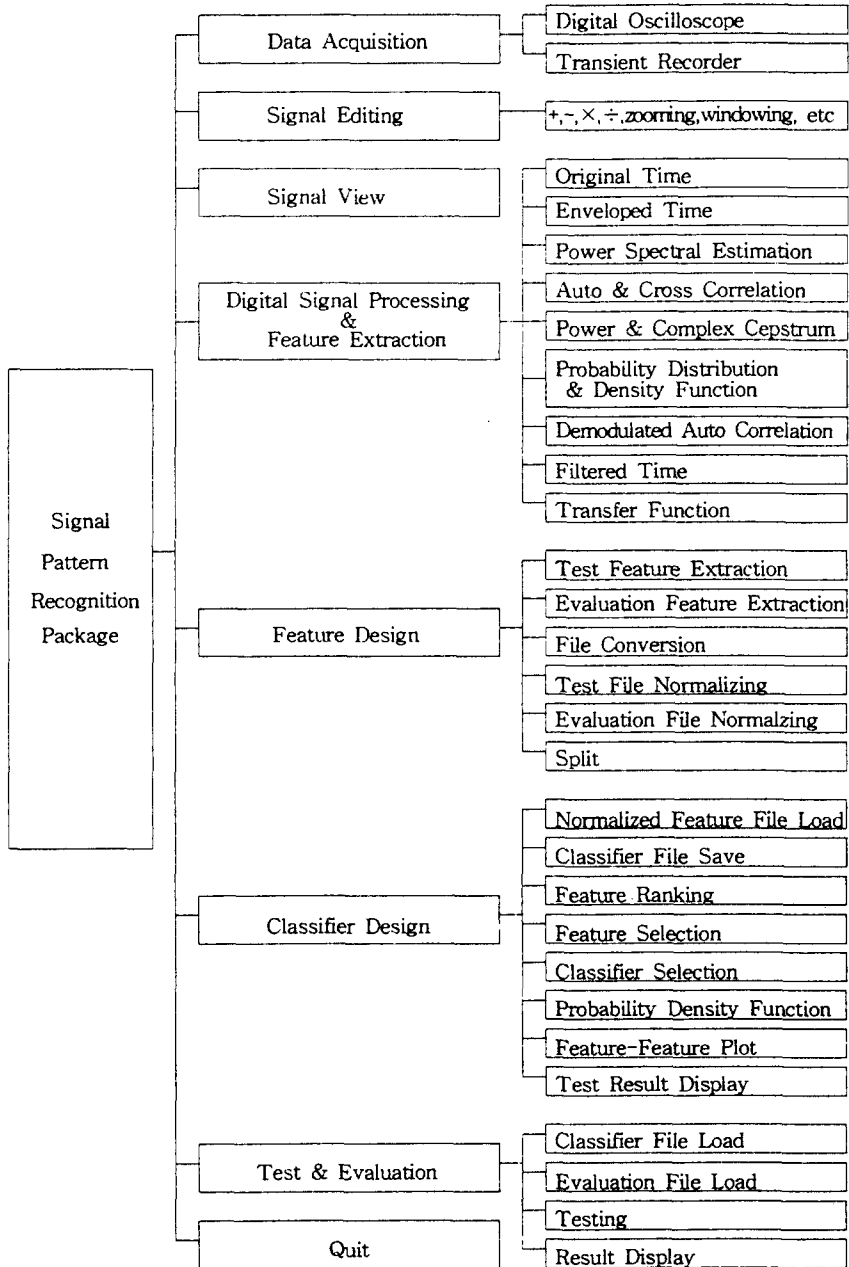 Signal
Pattern
Recognition
Package
Data Acquisition
Digital Oscilloscope
Transient Recorder
Signal Editing
+,-,×,÷,zooming,windowing, etc
Signal View
Digital Signal Processing
&
Feature Extraction
Original Time
Enveloped Time
Power Spectral Estimation
Auto & Cross Correlation
Power & Complex Cepstrum
Probability Distribution
& Density Function
Demodulated Auto Correlation
Filtered Time
Transfer Function
Feature Design
Test Feature Extraction
Evaluation Feature Extraction
File Conversion
Test File Normalizing
Evaluation File Normalzing
Split
Classifier Design
Normalized Feature File Load
Classifier File Save
Feature Ranking
Feature Selection
Classifier Selection
Probability Density Function
Feature-Feature Plot
Test Result Display
Test & Evaluation
Classifier File Load
Evaluation File Load
Testing
Result Display
Quit